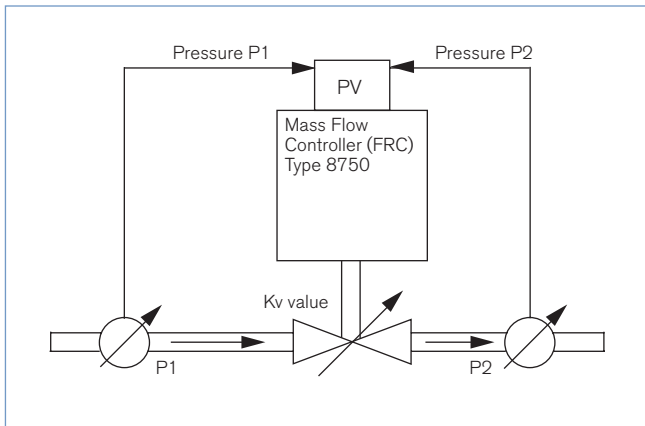 Pressure P1
Pressure P2
PV
Mass Flow
Controller (FRC)
Type 8750
Kv value
P1
P2